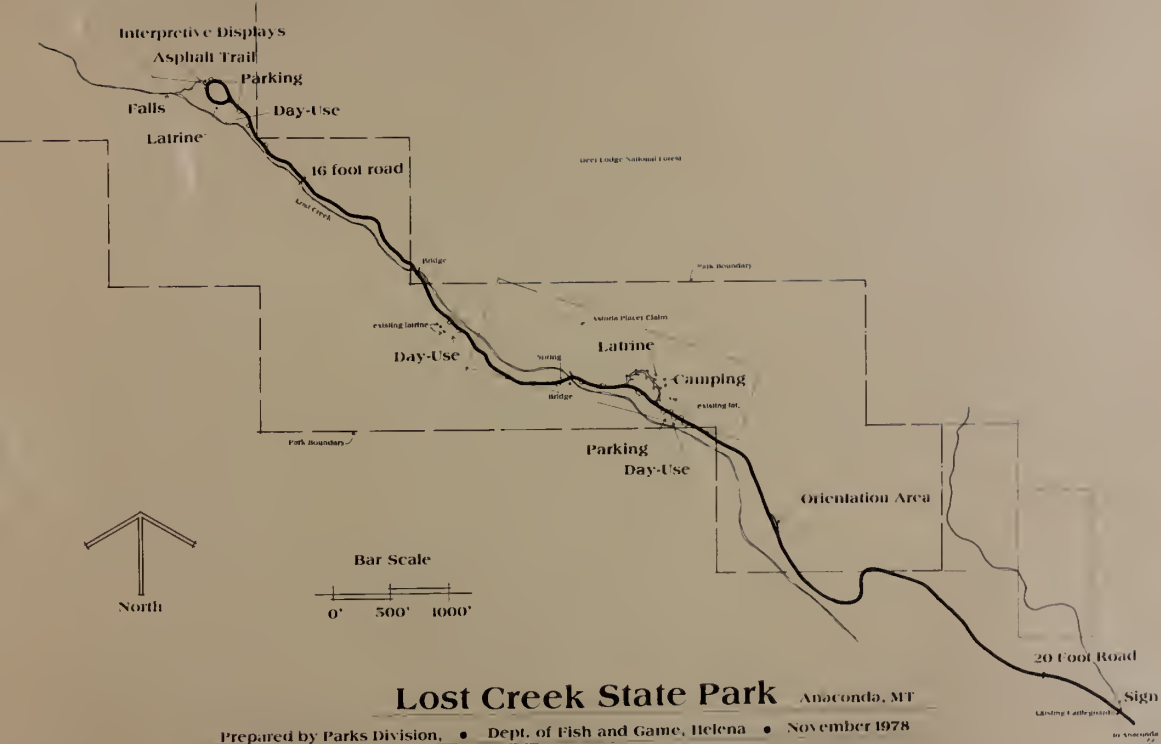 Interpretive Displays
Asphalt Trail
Parking
Falls
Day-Use
Latrine
16 foot road
Lost Creek
Deer Lodge National Forest
Bridge
Park Boundary
existing latrine
Astoria Placer Claim
Day-Use
Latrine
Spring
Camping
Bridge
existing lat.
Park Boundary
Parking
Day-Use
Orientation Area
Bar Scale
North
0' 500' 1000'
20 Foot Road
Sign
Existing Cattleguard
to Anaconda
Lost Creek State Park Anaconda, MT
Prepared by Parks Division, • Dept. of Fish and Game, Helena • November 1978